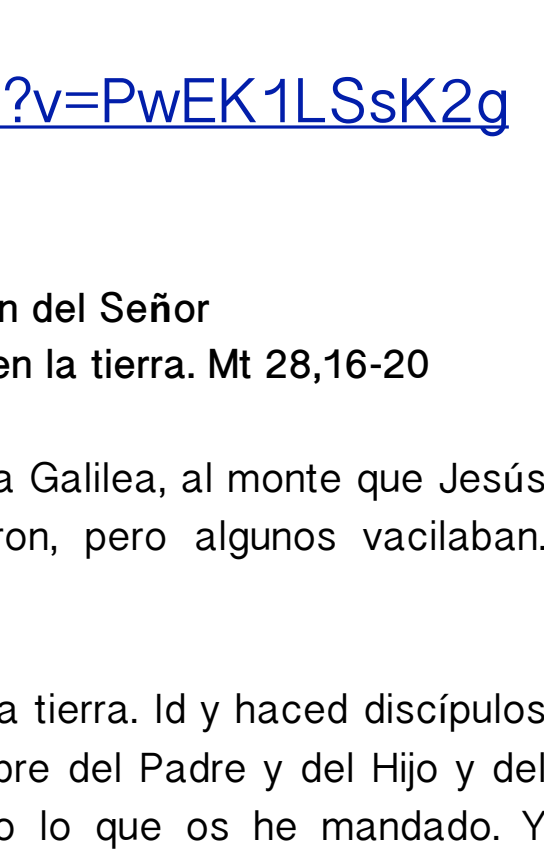 ?v=PwEK1LSsK2g
n del Señor
en la tierra. Mt 28,16-20
a Galilea, al monte que Jesús
ron, pero algunos vacilaban.
a tierra. Id y haced discípulos
bre del Padre y del Hijo y del
o lo que os he mandado. Y